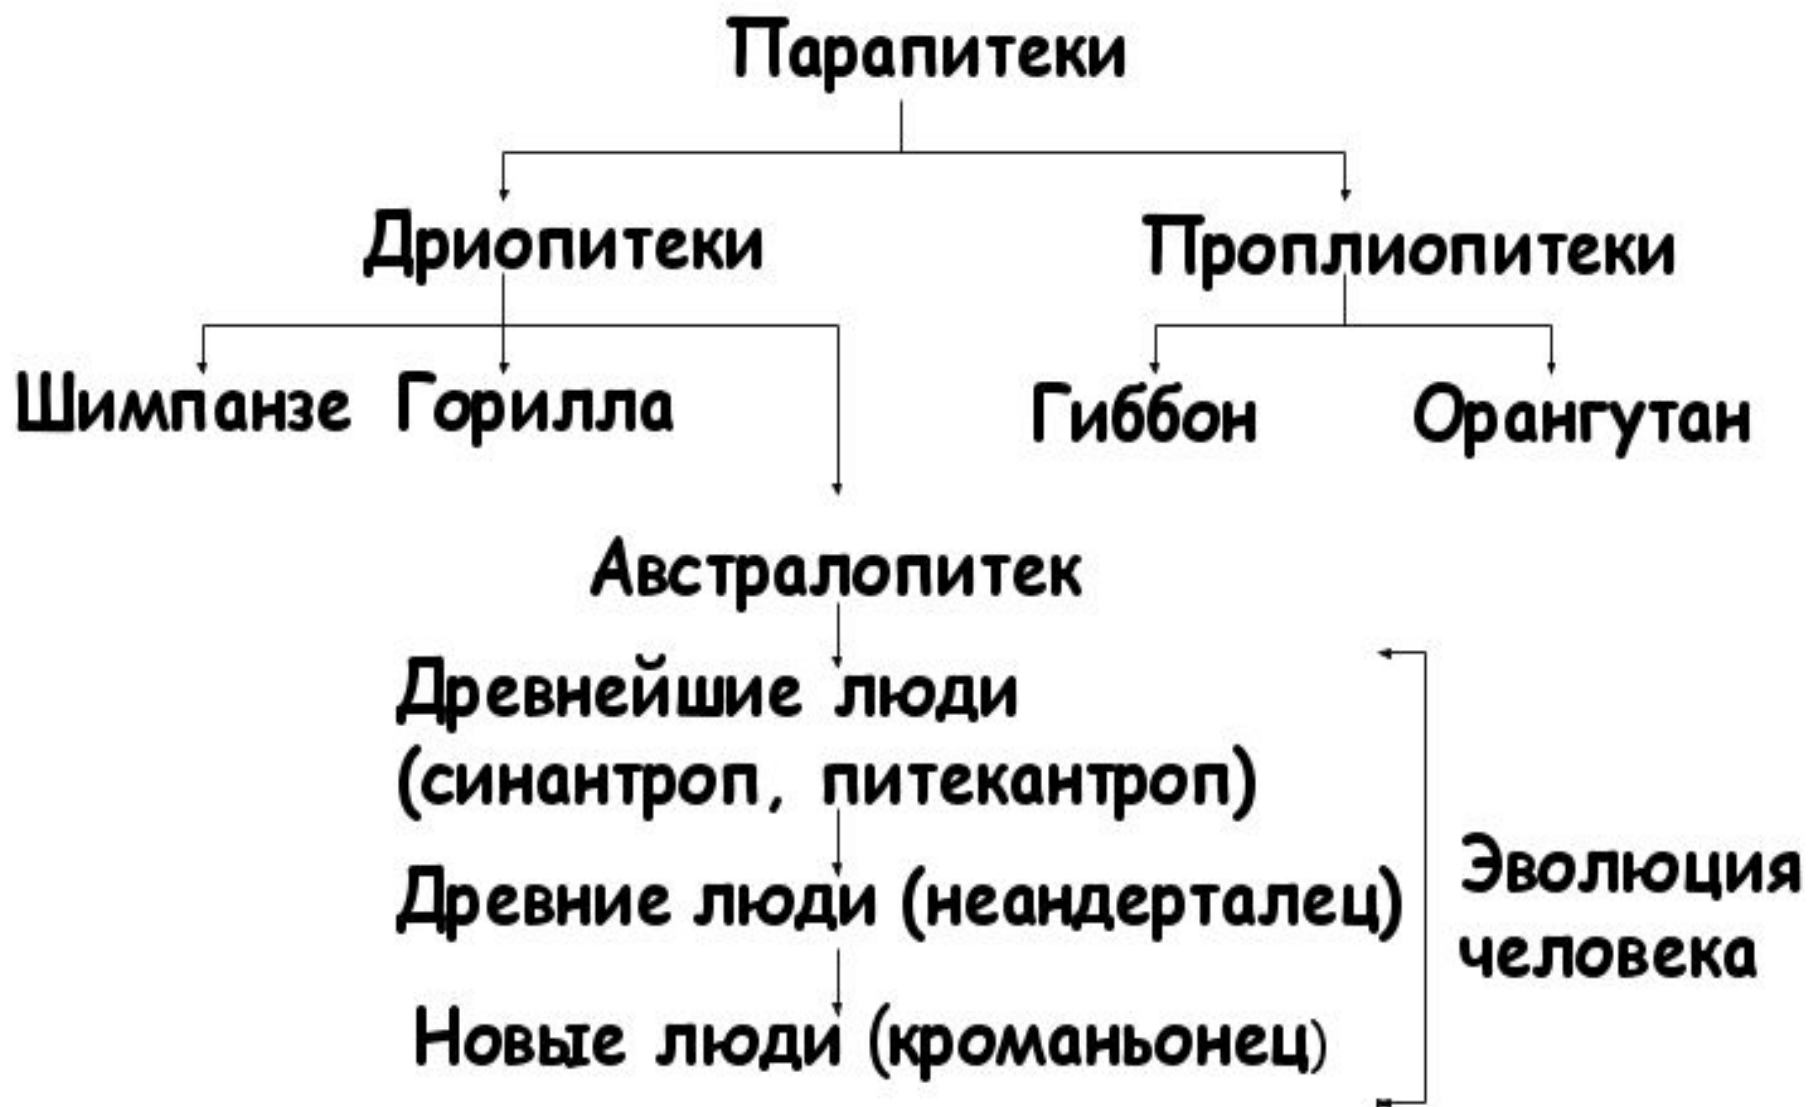 Парапитеки
Дриопитеки
Проплиопитеки
Шимпанзе
Горилла
Гиббон
Орангутан
Австралопитек
Древнейшие люди
(синантроп, питекантроп)
Древние люди (неандерталец)
Новые люди (кроманьонец)
Эволюция
человека